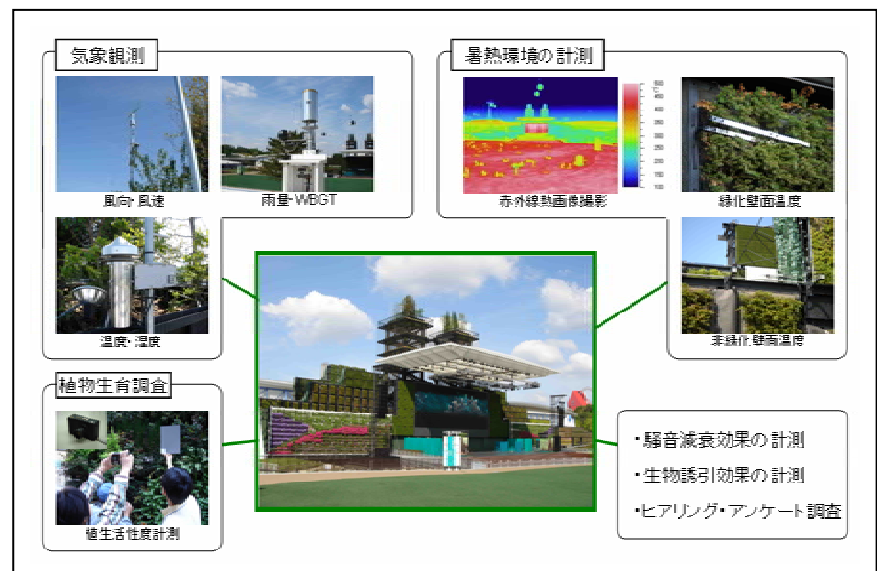 気象観測
暑熱環境の計測
風向・風速
雨量・WBGT
赤外線熱画像撮影
緑化壁面温度
温度・湿度
非緑化壁面温度
植物生育調査
植生活性度計測
・騒音減衰効果の計測
・生物誘引効果の計測
・ヒアリング・アンケート調査